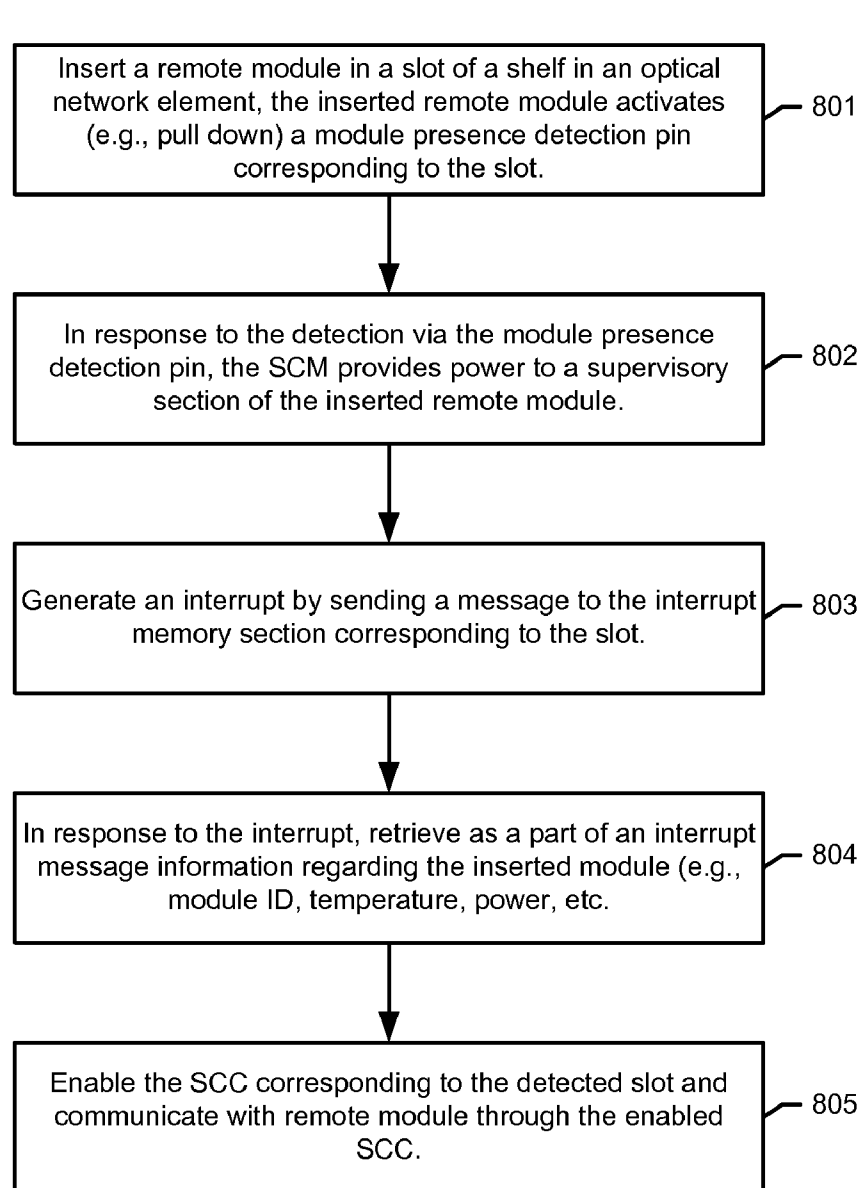 Insert a remote module in a slot of a shelf in an optical
network element, the inserted remote module activates
(e.g., pull down) a module presence detection pin
corresponding to the slot.
801
In response to the detection via the module presence
detection pin, the SCM provides power to a supervisory
section of the inserted remote module.
802
Generate an interrupt by sending a message to the interrupt
memory section corresponding to the slot.
803
In response to the interrupt, retrieve as a part of an interrupt
message information regarding the inserted module (e.g.,
module ID, temperature, power, etc.
804
Enable the SCC corresponding to the detected slot and
communicate with remote module through the enabled
SCC.
805